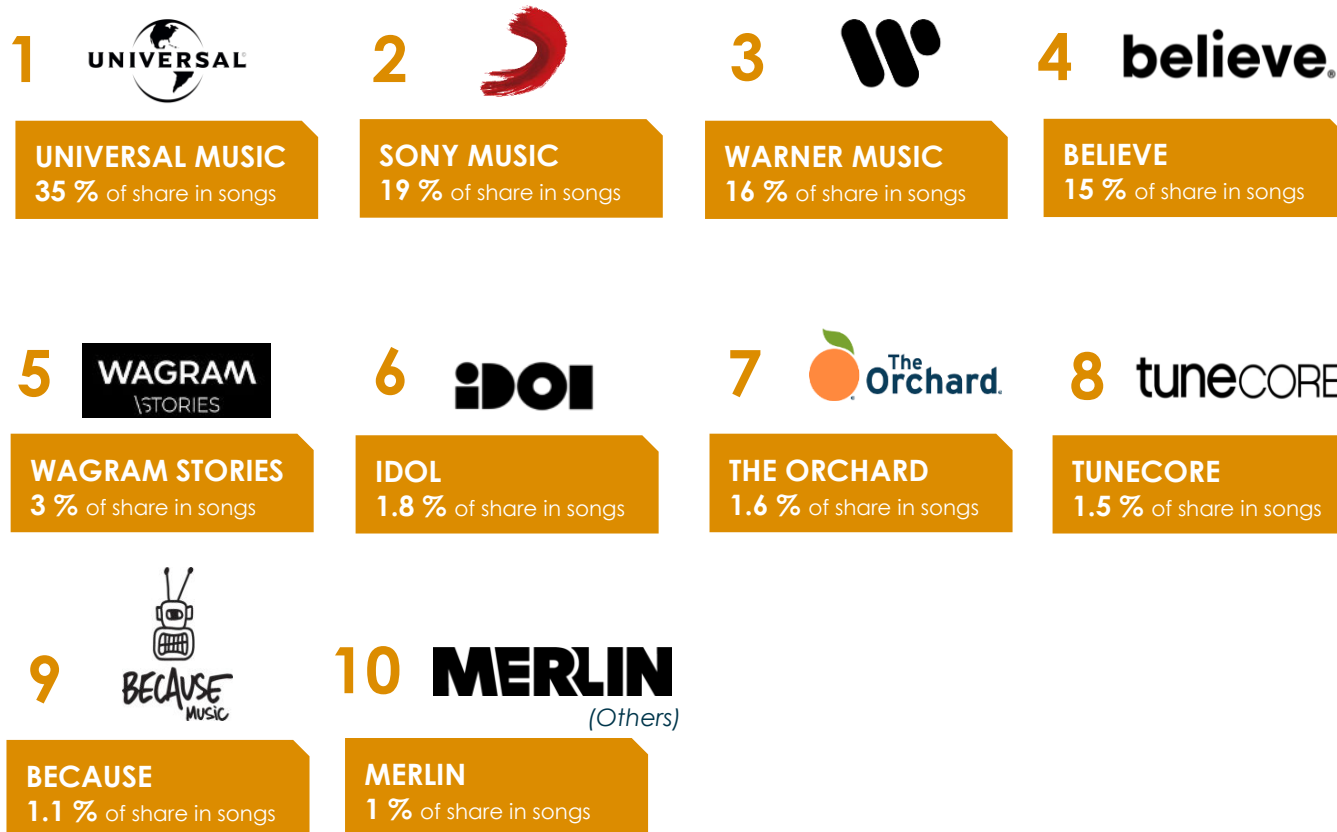 1
UNIVERSAL
UNIVERSAL MUSIC
35 % of share in songs
2
SONY MUSIC
19 % of share in songs
3
WARNER MUSIC
16 % of share in songs
4
believe.
BELIEVE
15 % of share in songs
5
WAGRAM
\STORIES
WAGRAM STORIES
3 % of share in songs
6
iDOl
IDOL
1.8 % of share in songs
7
The
Orchard.
THE ORCHARD
1.6 % of share in songs
8
tuneCORE
TUNECORE
1.5 % of share in songs
9
BECAUSE
MUSIC
BECAUSE
1.1 % of share in songs
10
MERLIN
(Others)
MERLIN
1 % of share in songs